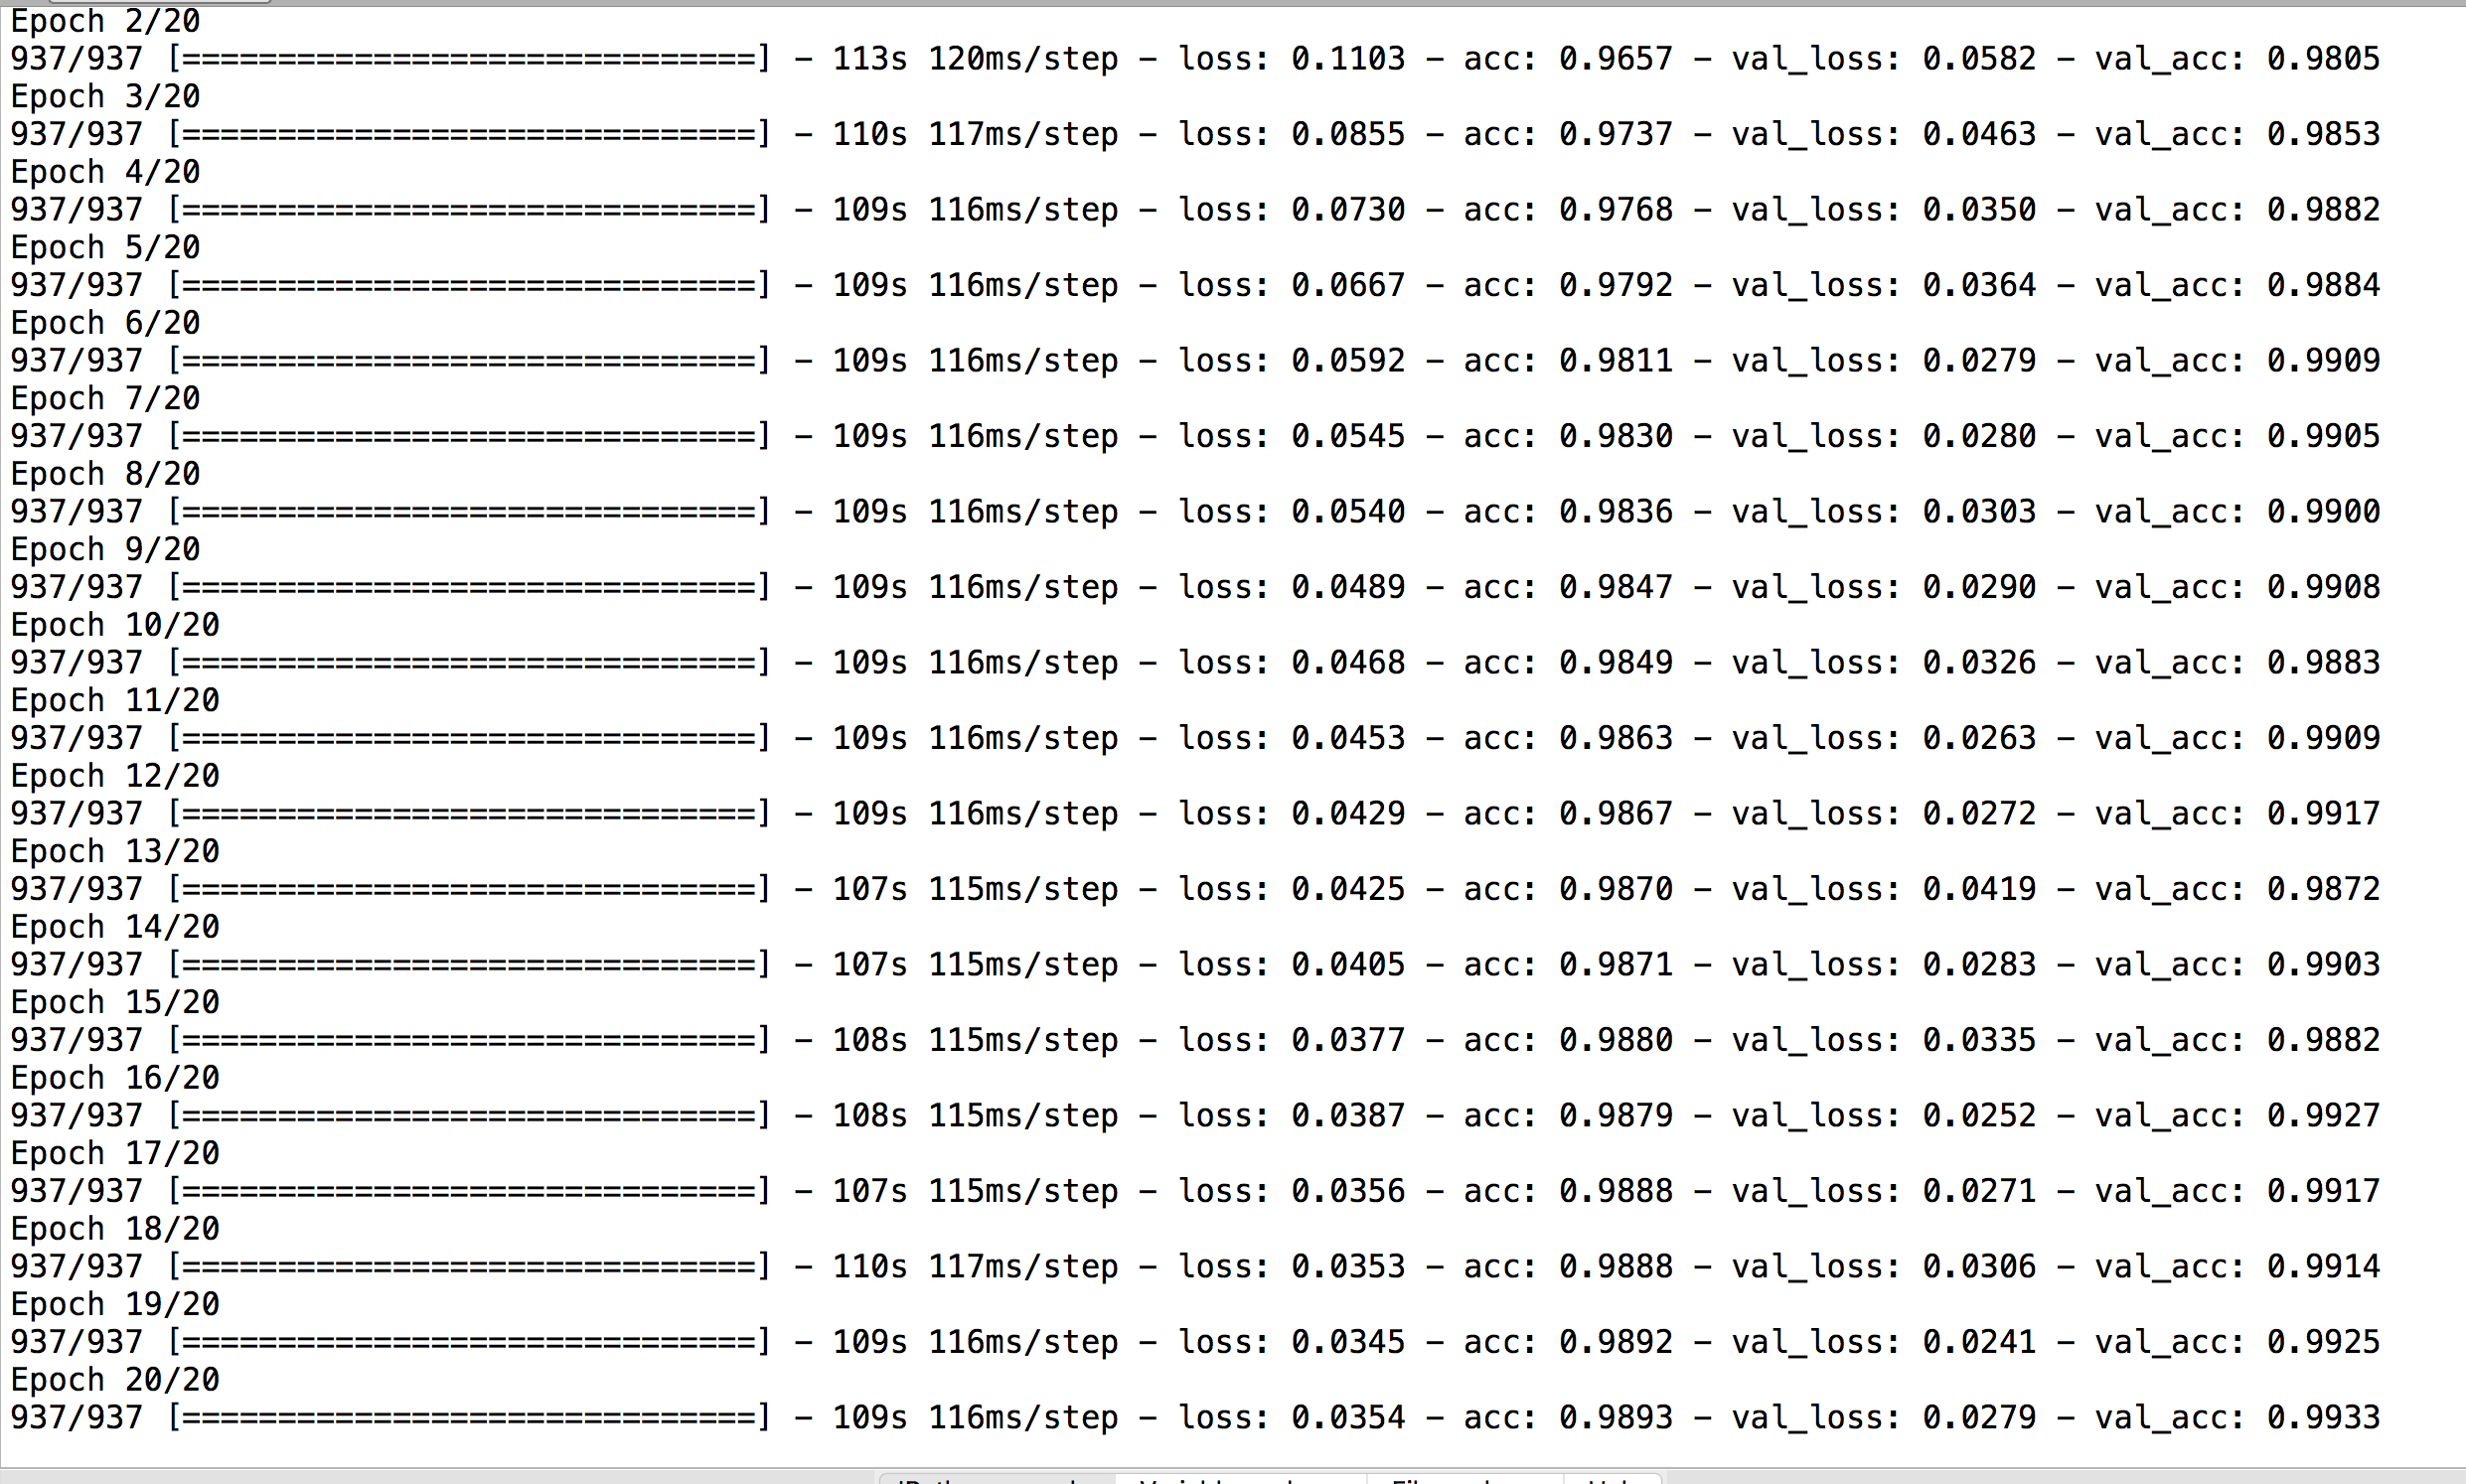 Epoch 2/20
937/937 [==============================] - 113s 120ms/step - loss: 0.1103 - acc: 0.9657 - val_loss: 0.0582 - val_acc: 0.9805
Epoch 3/20
937/937 [==============================] - 110s 117ms/step - loss: 0.0855 - acc: 0.9737 - val_loss: 0.0463 - val_acc: 0.9853
Epoch 4/20
937/937 [==============================] - 109s 116ms/step - loss: 0.0730 - acc: 0.9768 - val_loss: 0.0350 - val_acc: 0.9882
Epoch 5/20
937/937 [==============================] - 109s 116ms/step - loss: 0.0667 - acc: 0.9792 - val_loss: 0.0364 - val_acc: 0.9884
Epoch 6/20
937/937 [==============================] - 109s 116ms/step - loss: 0.0592 - acc: 0.9811 - val_loss: 0.0279 - val_acc: 0.9909
Epoch 7/20
937/937 [==============================] - 109s 116ms/step - loss: 0.0545 - acc: 0.9830 - val_loss: 0.0280 - val_acc: 0.9905
Epoch 8/20
937/937 [==============================] - 109s 116ms/step - loss: 0.0540 - acc: 0.9836 - val_loss: 0.0303 - val_acc: 0.9900
Epoch 9/20
937/937 [==============================] - 109s 116ms/step - loss: 0.0489 - acc: 0.9847 - val_loss: 0.0290 - val_acc: 0.9908
Epoch 10/20
937/937 [==============================] - 109s 116ms/step - loss: 0.0468 - acc: 0.9849 - val_loss: 0.0326 - val_acc: 0.9883
Epoch 11/20
937/937 [==============================] - 109s 116ms/step - loss: 0.0453 - acc: 0.9863 - val_loss: 0.0263 - val_acc: 0.9909
Epoch 12/20
937/937 [==============================] - 109s 116ms/step - loss: 0.0429 - acc: 0.9867 - val_loss: 0.0272 - val_acc: 0.9917
Epoch 13/20
937/937 [==============================] - 107s 115ms/step - loss: 0.0425 - acc: 0.9870 - val_loss: 0.0419 - val_acc: 0.9872
Epoch 14/20
937/937 [==============================] - 107s 115ms/step - loss: 0.0405 - acc: 0.9871 - val_loss: 0.0283 - val_acc: 0.9903
Epoch 15/20
937/937 [==============================] - 108s 115ms/step - loss: 0.0377 - acc: 0.9880 - val_loss: 0.0335 - val_acc: 0.9882
Epoch 16/20
937/937 [==============================] - 108s 115ms/step - loss: 0.0387 - acc: 0.9879 - val_loss: 0.0252 - val_acc: 0.9927
Epoch 17/20
937/937 [==============================] - 107s 115ms/step - loss: 0.0356 - acc: 0.9888 - val_loss: 0.0271 - val_acc: 0.9917
Epoch 18/20
937/937 [==============================] - 110s 117ms/step - loss: 0.0353 - acc: 0.9888 - val_loss: 0.0306 - val_acc: 0.9914
Epoch 19/20
937/937 [==============================] - 109s 116ms/step - loss: 0.0345 - acc: 0.9892 - val_loss: 0.0241 - val_acc: 0.9925
Epoch 20/20
937/937 [==============================] - 109s 116ms/step - loss: 0.0354 - acc: 0.9893 - val_loss: 0.0279 - val_acc: 0.9933